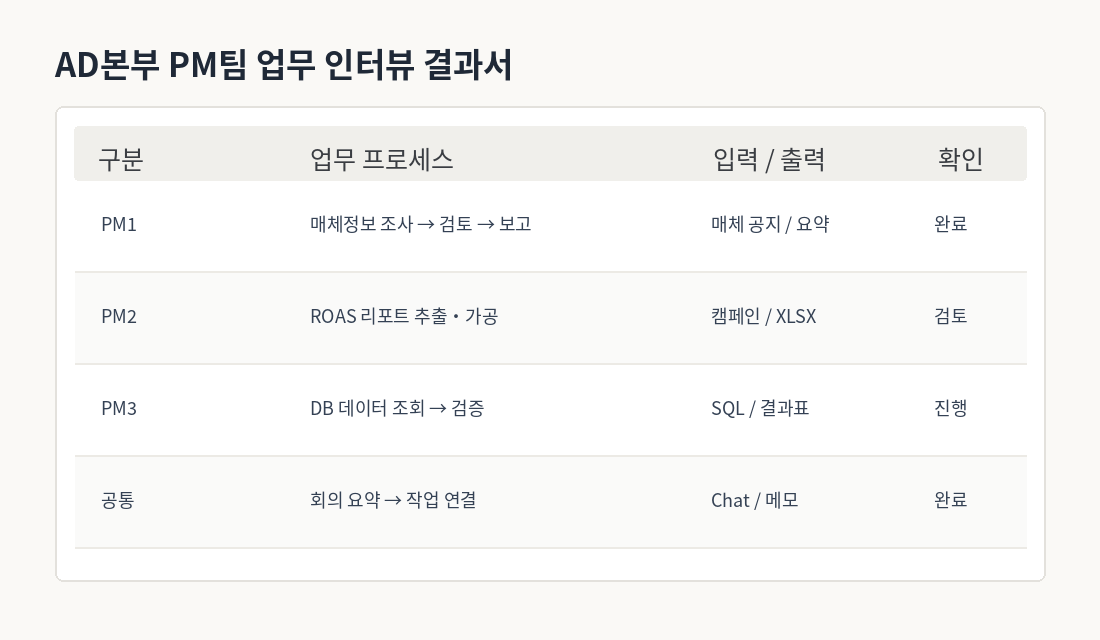 AD본부 PM팀 업무 인터뷰 결과서
구분 업무 프로세스 입력 / 출력 확인
PM1 매체정보 조사 → 검토 → 보고 매체 공지 / 요약 완료
PM2 ROAS 리포트 추출・가공 캠페인 / XLSX 검토
PM3 DB 데이터 조회 → 검증 SQL / 결과표 진행
공통 회의 요약 → 작업 연결 Chat / 메모 완료